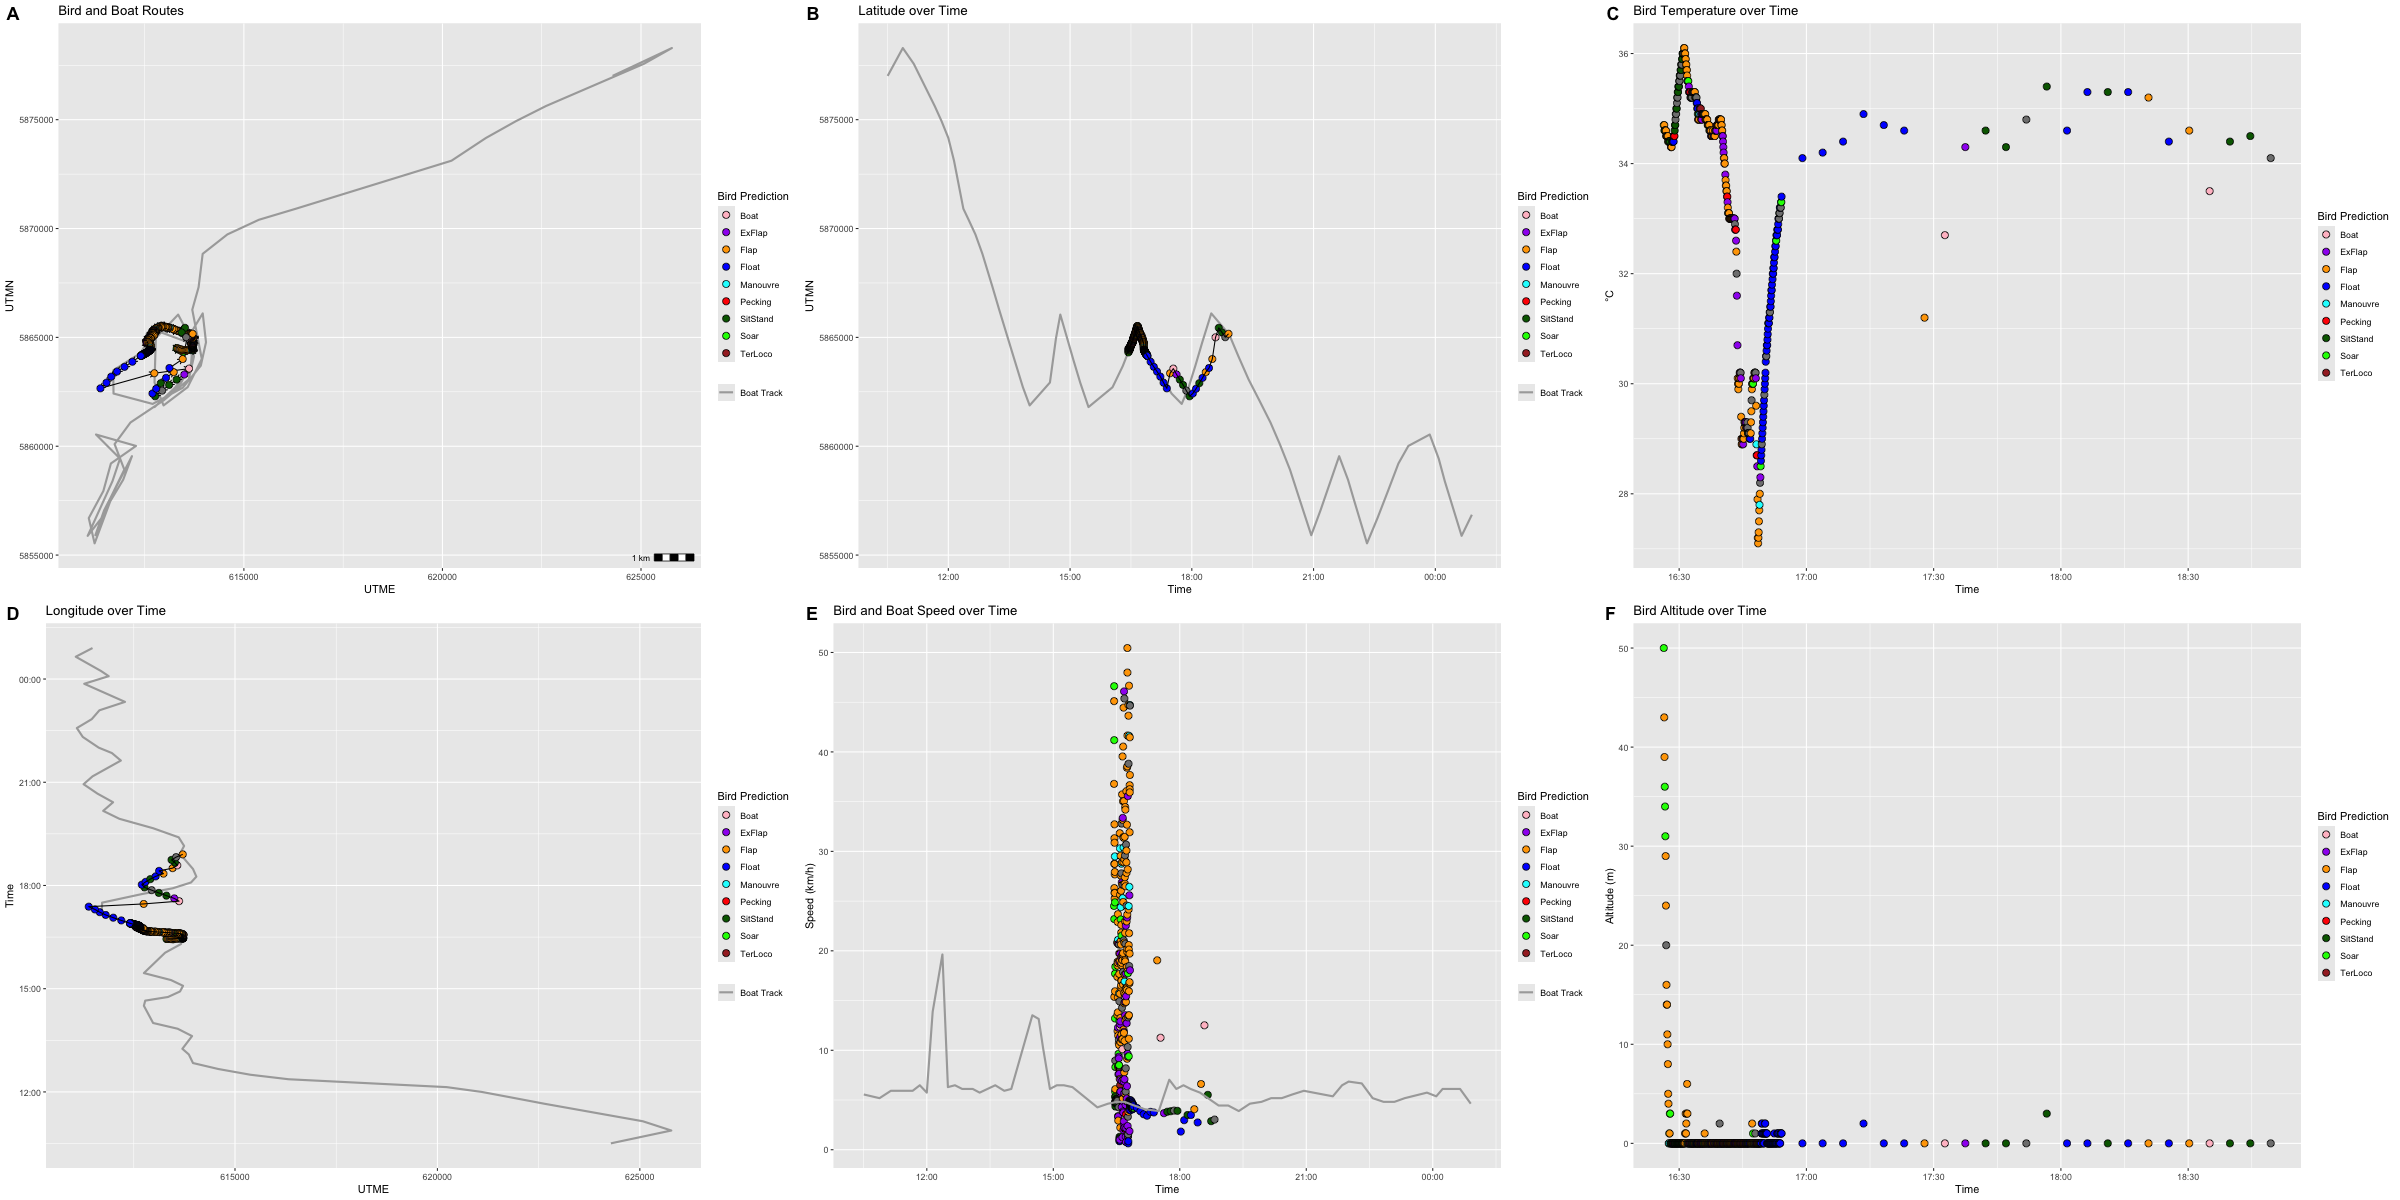 A
Bird and Boat Routes
UTMN
5875000
5870000
5865000
5860000
5855000
615000
620000
625000
UTME
1 km
Bird Prediction
Boat
ExFlap
Flap
Float
Manouvre
Pecking
SitStand
Soar
TerLoco
Boat Track
B
Latitude over Time
UTMN
5875000
5870000
5865000
5860000
5855000
12:00
15:00
18:00
21:00
00:00
Time
Bird Prediction
Boat
ExFlap
Flap
Float
Manouvre
Pecking
SitStand
Soar
TerLoco
Boat Track
C
Bird Temperature over Time
°C
36
34
32
30
28
16:30
17:00
17:30
18:00
18:30
Time
Bird Prediction
Boat
ExFlap
Flap
Float
Manouvre
Pecking
SitStand
Soar
TerLoco
D
Longitude over Time
Time
00:00
21:00
18:00
15:00
12:00
615000
620000
625000
UTME
Bird Prediction
Boat
ExFlap
Flap
Float
Manouvre
Pecking
SitStand
Soar
TerLoco
Boat Track
E
Bird and Boat Speed over Time
Speed (km/h)
50
40
30
20
10
0
12:00
15:00
18:00
21:00
00:00
Time
Bird Prediction
Boat
ExFlap
Flap
Float
Manouvre
Pecking
SitStand
Soar
TerLoco
Boat Track
F
Bird Altitude over Time
Altitude (m)
50
40
30
20
10
0
16:30
17:00
17:30
18:00
18:30
Time
Bird Prediction
Boat
ExFlap
Flap
Float
Manouvre
Pecking
SitStand
Soar
TerLoco